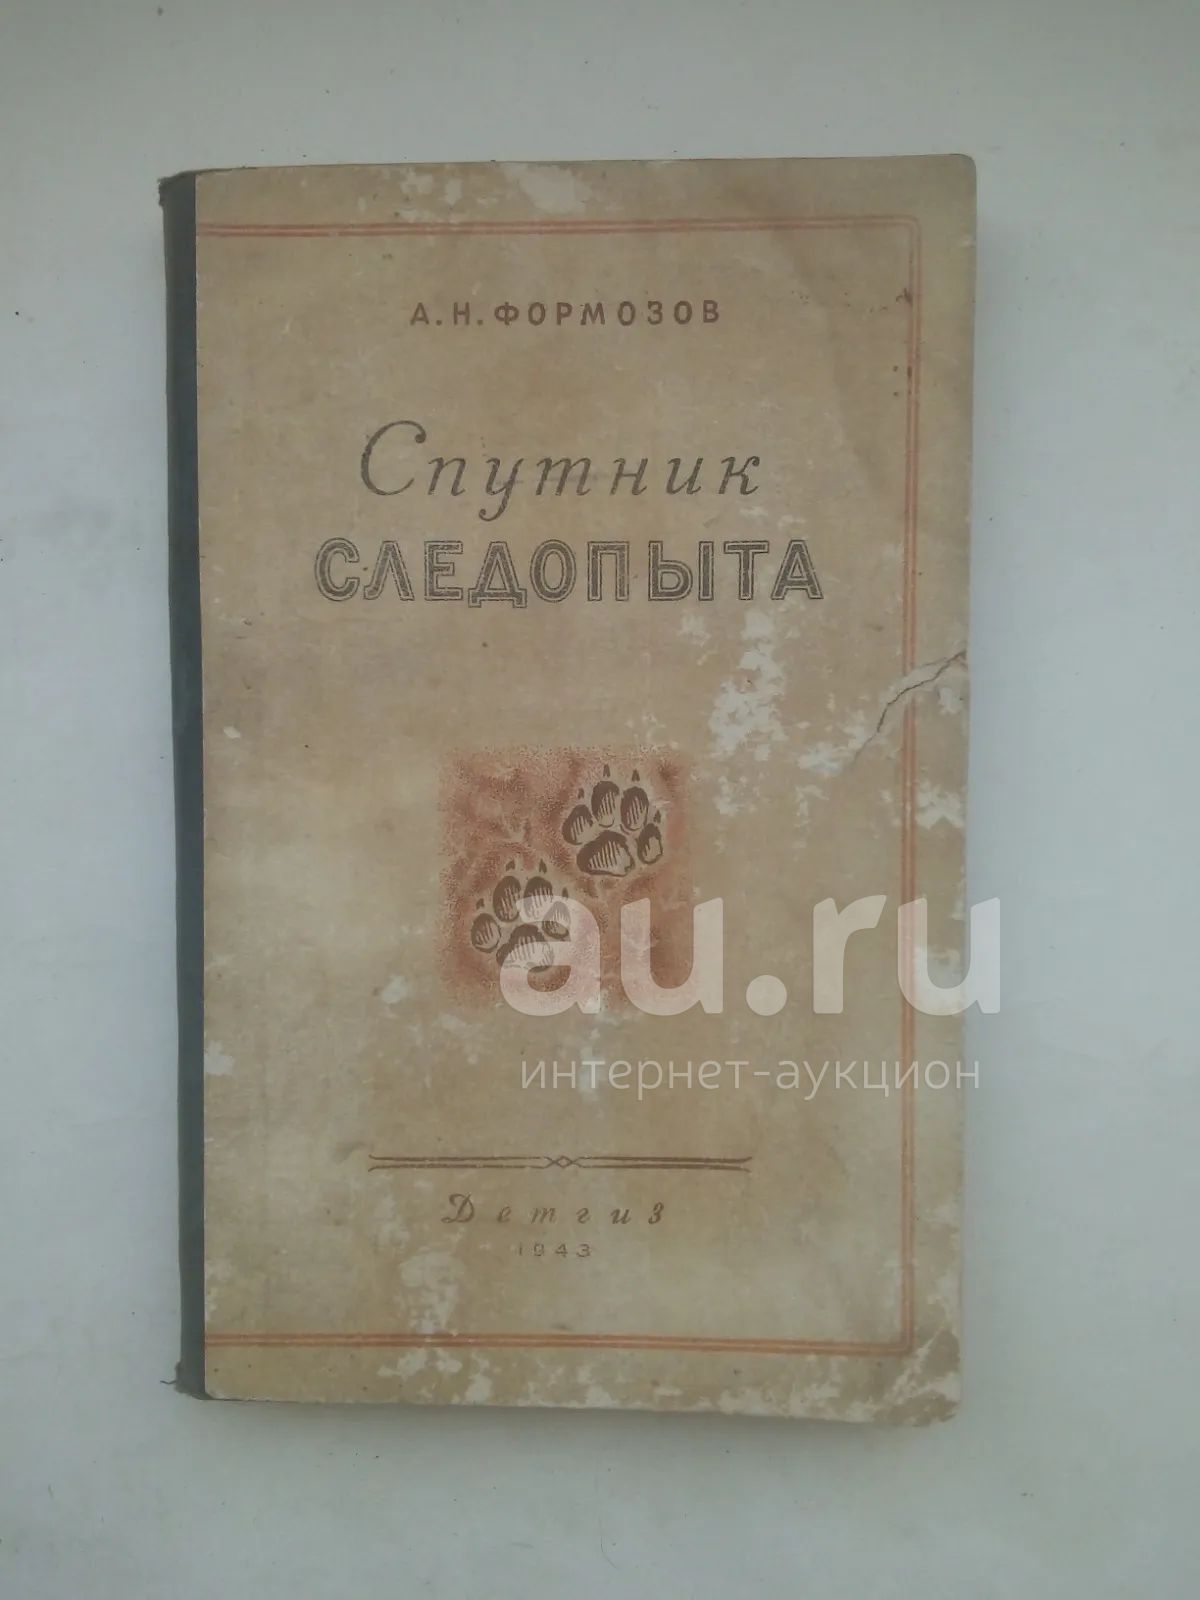 А. Н. ФОРМОЗОВ
Спутник
СЛЕДОПЫТА
au.ru
интернет-аукцион
Детгиз
1943